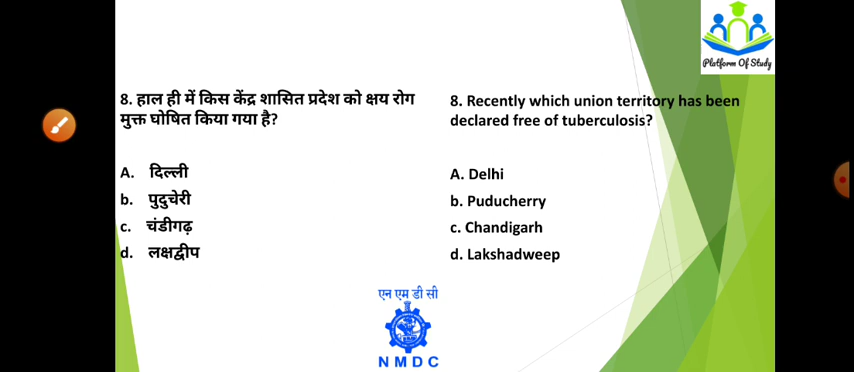 Platform Of Study
8. हाल ही में किस केंद्र शासित प्रदेश को क्षय रोग
मुक्त घोषित किया गया है?
A. दिल्ली
b. पुदुचेरी
c. चंडीगढ़
d. लक्षद्वीप
8. Recently which union territory has been
declared free of tuberculosis?
A. Delhi
b. Puducherry
c. Chandigarh
d. Lakshadweep
एन एम डी सी
NMDC